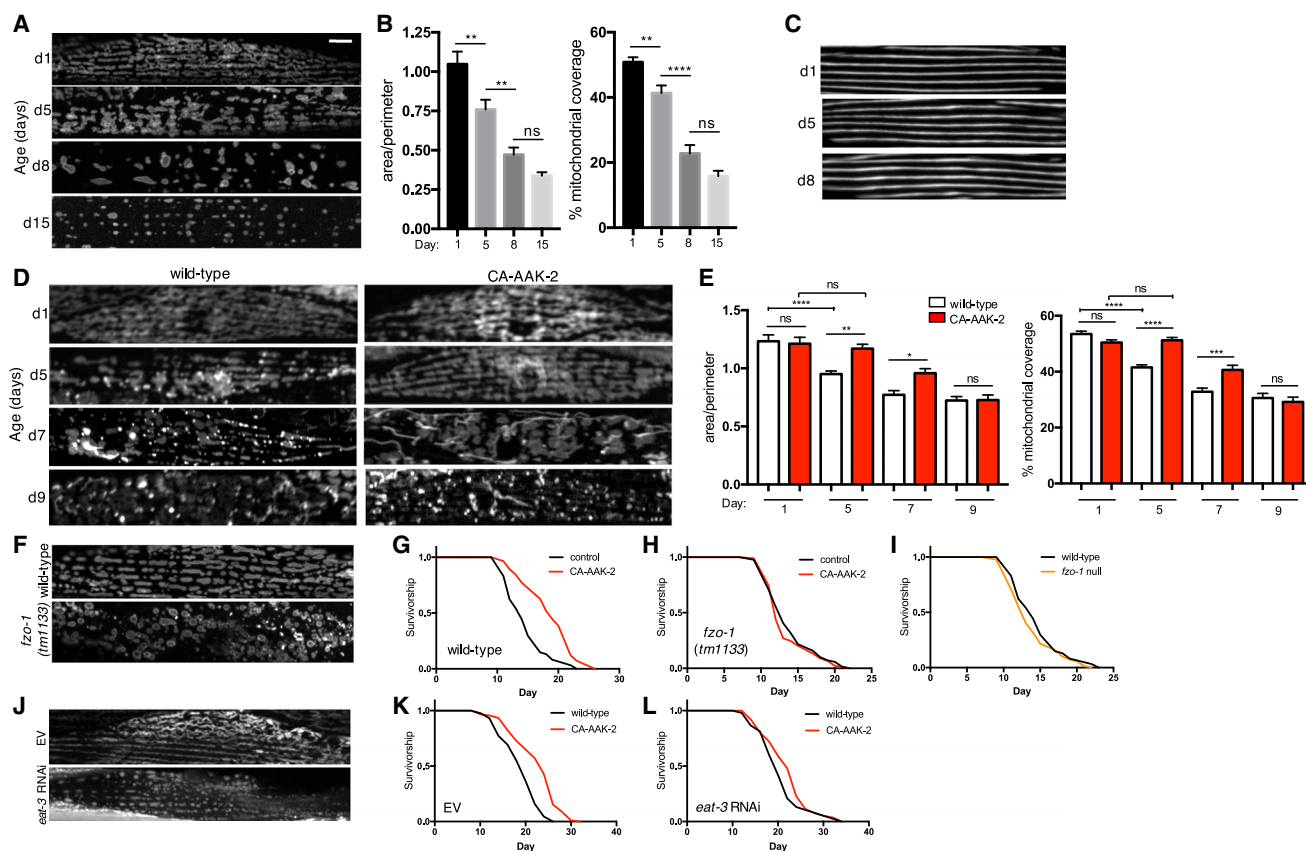 A
d1
d5
d8
d15
Age (days)
B
area/perimeter
1.25
1.00
0.75
0.50
0.25
0.00
**
**
ns
Day:
1
5
8
15
% mitochondrial coverage
60
40
20
0
**
****
ns
1
5
8
15
C
d1
d5
d8
D
wild-type
CA-AAK-2
d1
d5
d7
d9
Age (days)
E
wild-type
CA-AAK-2
area/perimeter
1.5
1.0
0.5
0.0
ns
****
ns
**
*
ns
Day:
1
5
7
9
% mitochondrial coverage
60
40
20
0
ns
****
ns
****
***
ns
1
5
7
9
F
wild-type
fzo-1
(tm1133)
G
control
CA-AAK-2
Survivorship
1.0
0.5
0.0
wild-type
0
10
20
30
Day
H
control
CA-AAK-2
Survivorship
1.0
0.5
0.0
fzo-1
(tm1133)
0
5
10
15
20
25
Day
I
wild-type
fzo-1 null
Survivorship
1.0
0.5
0.0
0
5
10
15
20
25
Day
J
EV
eat-3 RNAi
K
wild-type
CA-AAK-2
Survivorship
1.0
0.5
0.0
EV
0
10
20
30
40
Day
L
wild-type
CA-AAK-2
Survivorship
1.0
0.5
0.0
eat-3 RNAi
0
10
20
30
40
Day